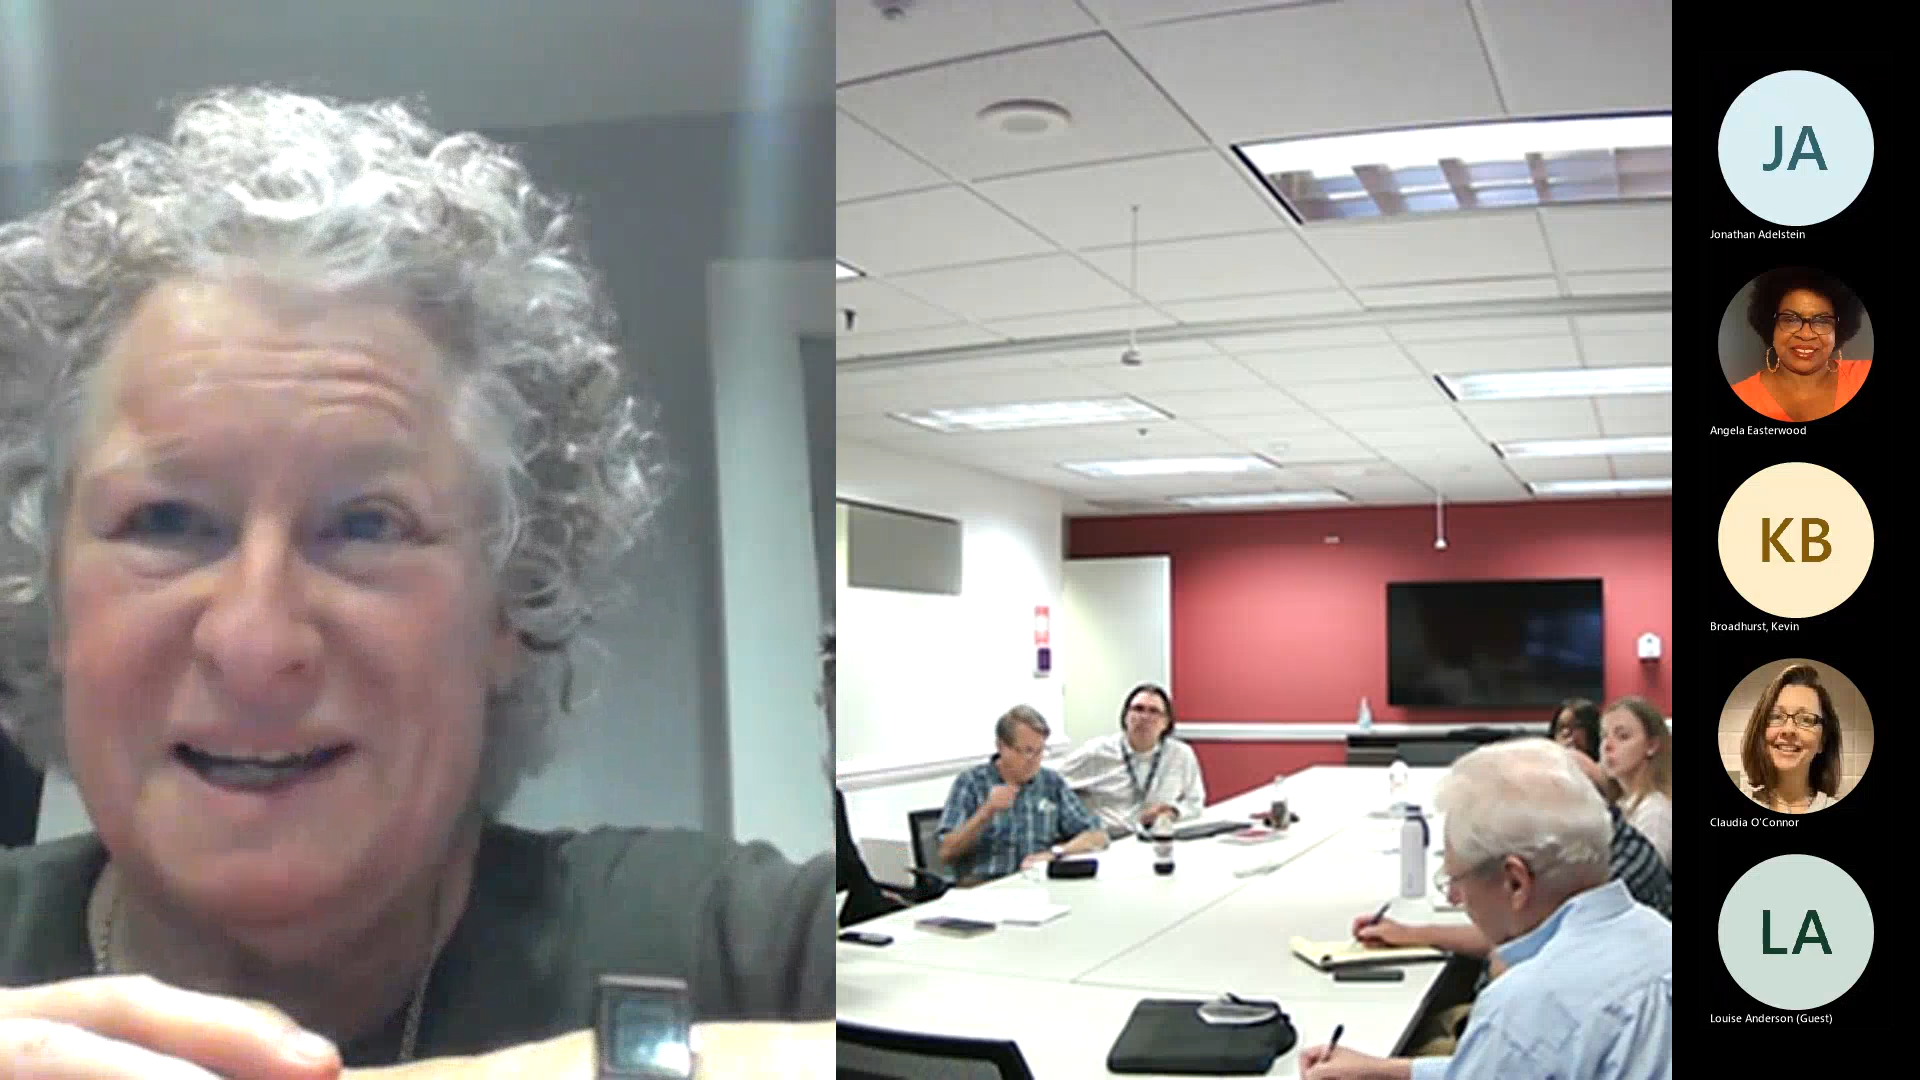 JA
Jonathan Adelstein
Angela Easterwood
KB
Broadhurst, Kevin
Claudia O'Connor
LA
Louise Anderson (Guest)